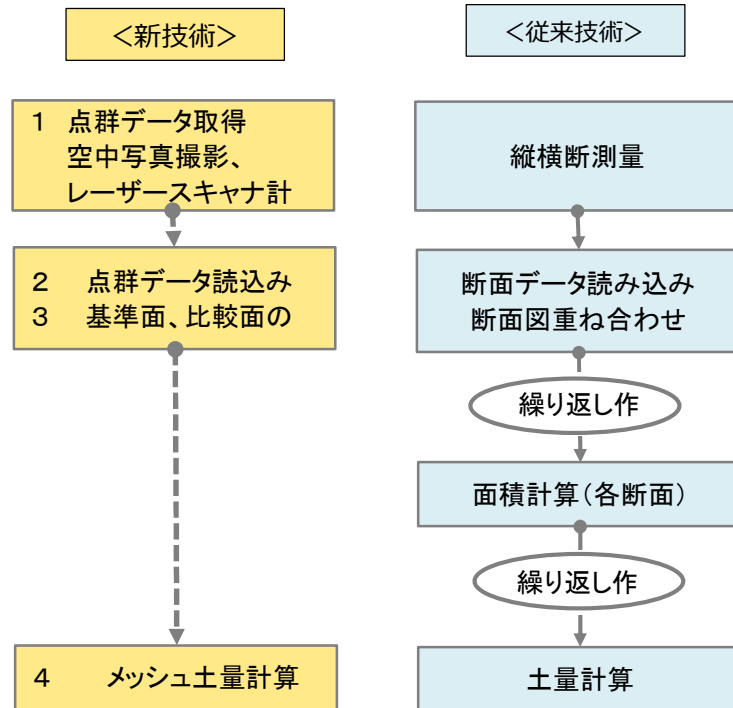 ＜新技術＞
1 点群データ取得
空中写真撮影、
レーザースキャナ計
2 点群データ読込み
3 基準面、比較面の
4 メッシュ土量計算
＜従来技術＞
縦横断測量
断面データ読み込み
断面図重ね合わせ
繰り返し作
面積計算（各断面）
繰り返し作
土量計算